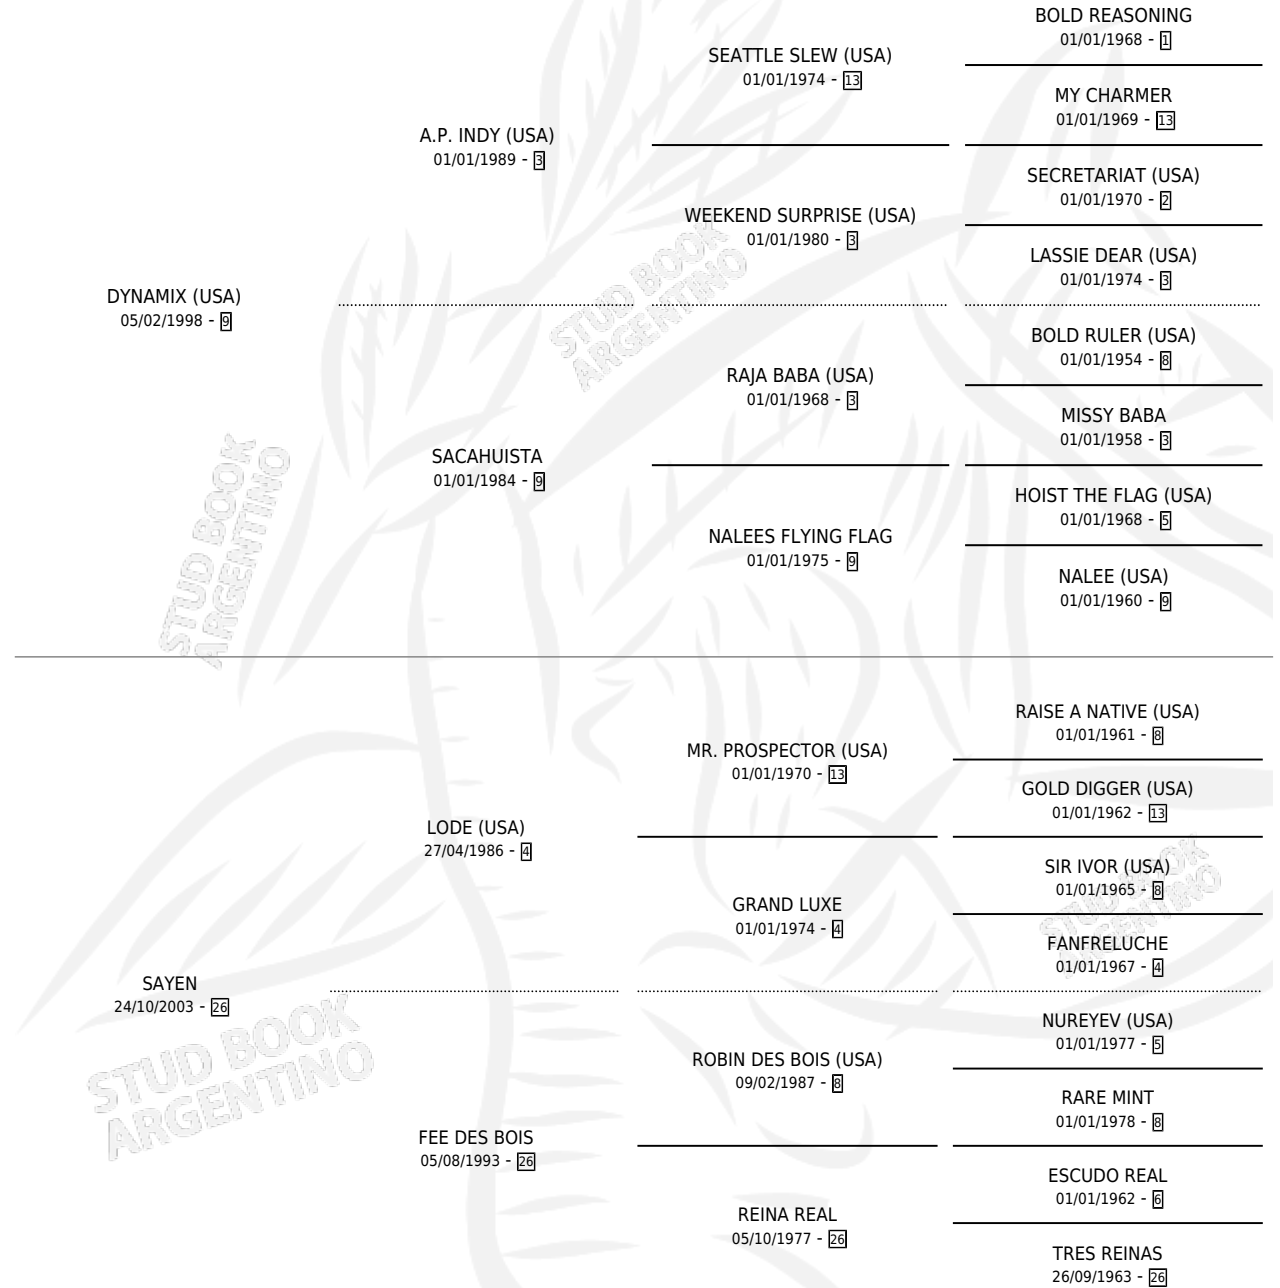 BOLD REASONING
01/01/1968 - 1
SEATTLE SLEW (USA)
01/01/1974 - 13
MY CHARMER
01/01/1969 - 13
A.P. INDY (USA)
01/01/1989 - 3
SECRETARIAT (USA)
01/01/1970 - 2
WEEKEND SURPRISE (USA)
01/01/1980 - 3
LASSIE DEAR (USA)
01/01/1974 - 3
DYNAMIX (USA)
05/02/1998 - 9
STUD BOOK
ARGENTINO
BOLD RULER (USA)
01/01/1954 - 8
RAJA BABA (USA)
01/01/1968 - 3
MISSY BABA
01/01/1958 - 3
SACAHUISTA
01/01/1984 - 9
HOIST THE FLAG (USA)
01/01/1968 - 5
NALEES FLYING FLAG
01/01/1975 - 9
NALEE (USA)
01/01/1960 - 9
STUD BOOK
ARGENTINO
RAISE A NATIVE (USA)
01/01/1961 - 8
MR. PROSPECTOR (USA)
01/01/1970 - 13
GOLD DIGGER (USA)
01/01/1962 - 13
LODE (USA)
27/04/1986 - 4
SIR IVOR (USA)
01/01/1965 - 8
GRAND LUXE
01/01/1974 - 4
STUD BOOK
ARGENTINO
FANFRELUCHE
01/01/1967 - 4
SAYEN
24/10/2003 - 26
NUREYEV (USA)
01/01/1977 - 5
ROBIN DES BOIS (USA)
09/02/1987 - 8
STUD BOOK
ARGENTINO
RARE MINT
01/01/1978 - 8
FEE DES BOIS
05/08/1993 - 26
ESCUDO REAL
01/01/1962 - 6
REINA REAL
05/10/1977 - 26
TRES REINAS
26/09/1963 - 26